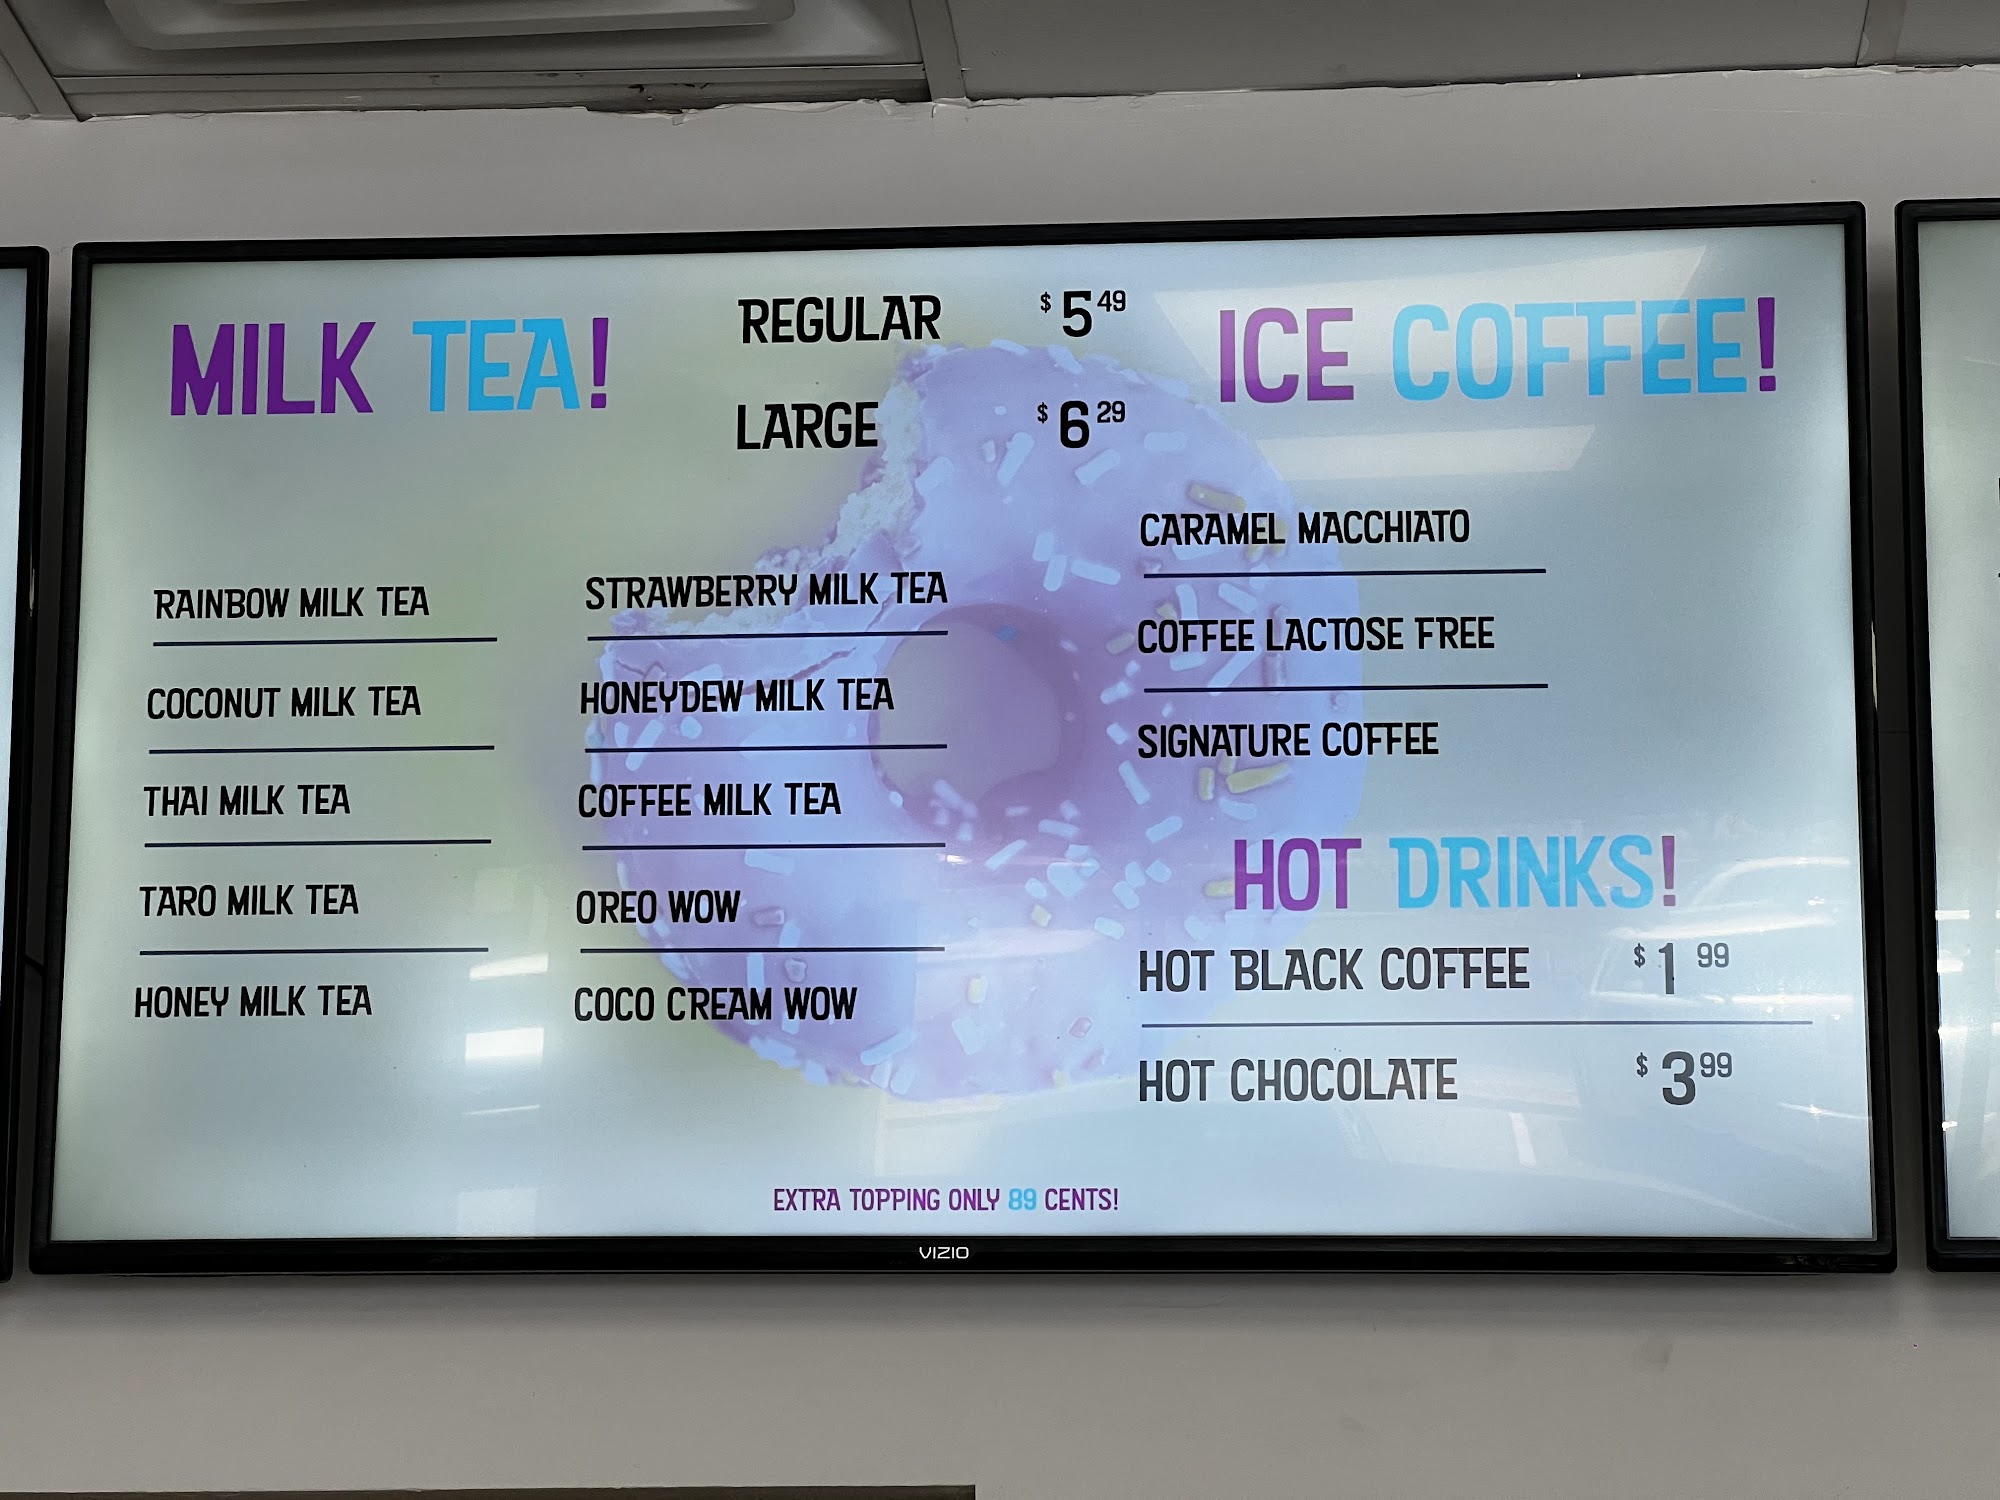 MILK TEA!
REGULAR $ 5 49
LARGE $ 6 29
RAINBOW MILK TEA
COCONUT MILK TEA
THAI MILK TEA
TARO MILK TEA
HONEY MILK TEA
STRAWBERRY MILK TEA
HONEYDEW MILK TEA
COFFEE MILK TEA
OREO WOW
COCO CREAM WOW
ICE COFFEE!
CARAMEL MACCHIATO
COFFEE LACTOSE FREE
SIGNATURE COFFEE
HOT DRINKS!
HOT BLACK COFFEE $ 1 99
HOT CHOCOLATE $ 3 99
EXTRA TOPPING ONLY 89 CENTS!
VIZIO